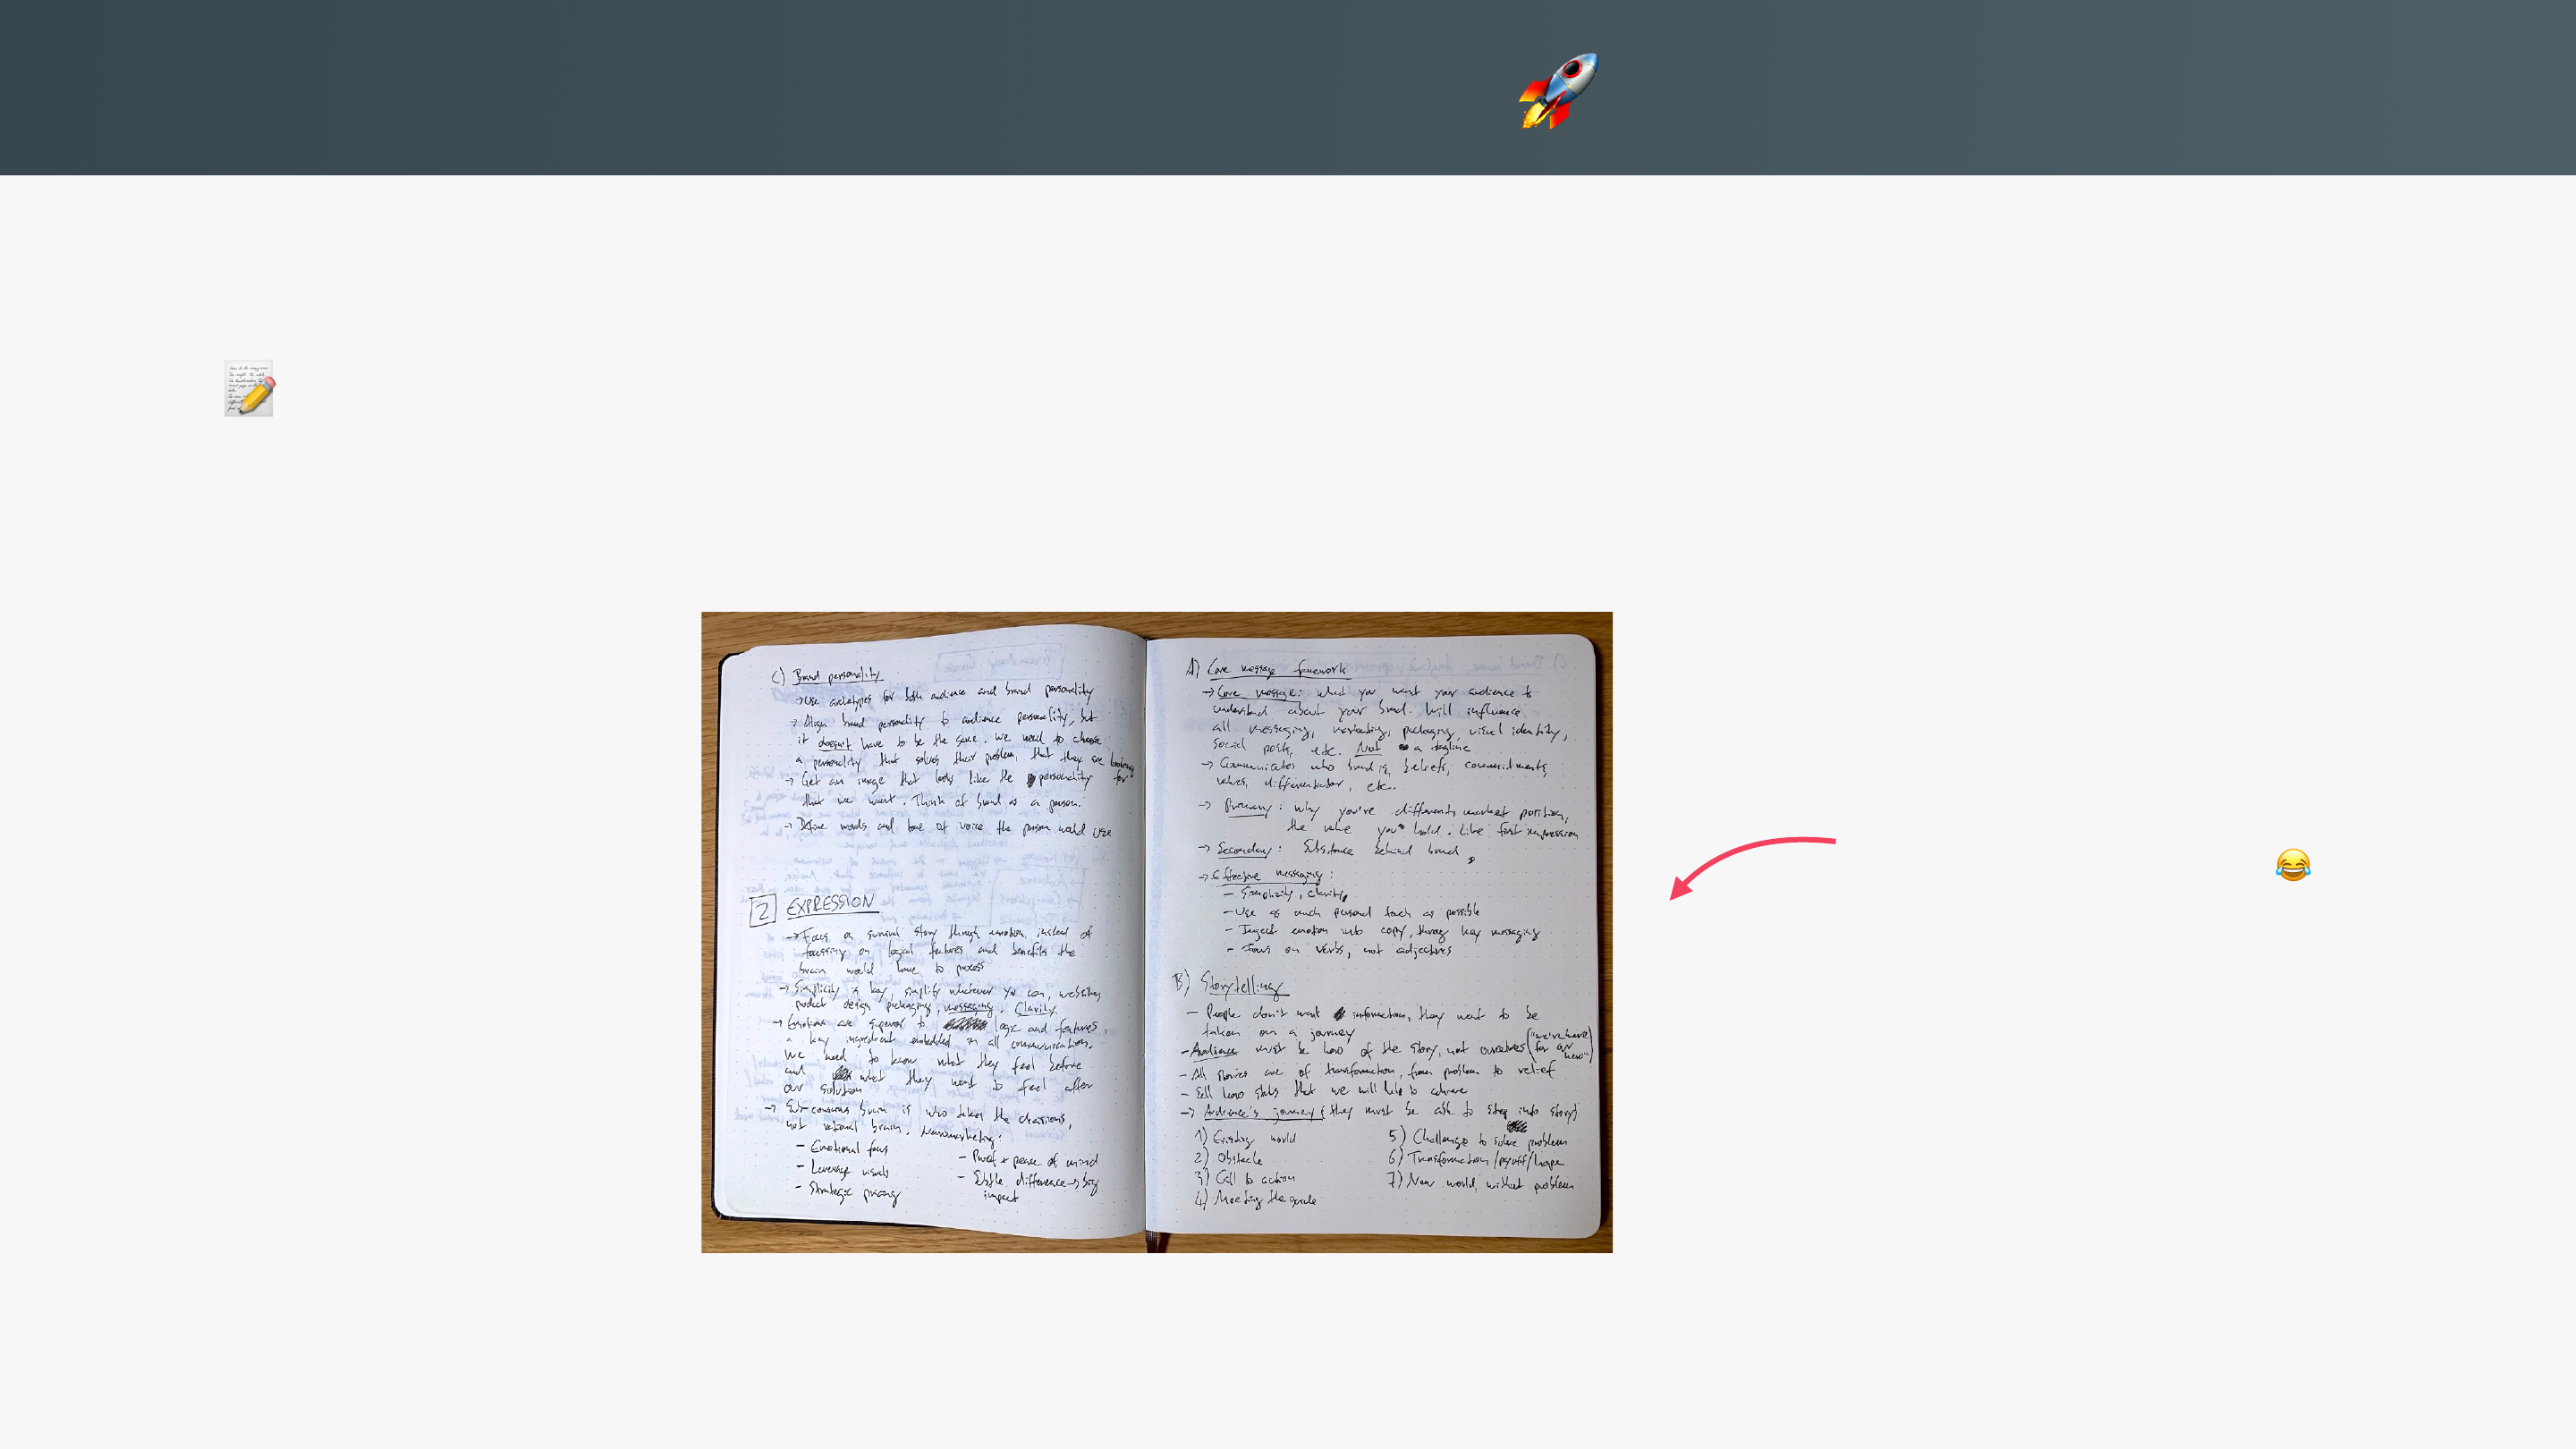 C) Brand personality
→ Use archetypes for both audience and brand personality
→ Align brand personality to audience personality, but
it doesn't have to be the same. We need to choose
a personality that solves their problem, that they are looking
for
→ Get an image that looks like the personality
that we want. Think of brand as a person.
→ Define words and tone of voice the person would use
2 EXPRESSION
→ Focus on survival story through emotion, instead of
focusing on logical features and benefits the
brain would have to process
→ Simplicity is key, simplify whatever you can, websites,
product design, packaging, messaging. Clarity.
→ Emotions are superior to logic and features,
a key ingredient embedded in all communication.
We need to know what they feel before
and what they want to feel after
our solution
→ Sub-conscious brain is who takes the decisions,
not rational brain. Neuromarketing:
- Emotional focus
- Leverage visuals
- Strategic pricing
- Proof + peace of mind
- Subtle difference → big
impact
A) Core message framework
→ Core message: what you want your audience to
understand about your brand. Will influence
all messaging, marketing, packaging, visual identity,
social posts, etc. Not a tagline
→ Communicates who brand is, beliefs, commitments,
values, differentiator, etc.
→ Primary: why you're different, market position,
the value you hold. Like first impression
→ Secondary: Substance behind brand
→ Effective messaging:
- Simplicity, clarity
- Use as much personal touch as possible
- Inject emotion into copy, throug key messaging
- Focus on verbs, not adjectives
B) Storytelling
- People don't want information, they want to be
taken on a journey
- Audience must be hero of the story, not ourselves ("we're here
for our
hero")
- All stories are of transformation, from problem to relief
- Sell hero status that we will help to achieve
→ Audience's journey (they must be able to step into story)
1) Existing world
2) Obstacle
3) Call to action
4) Meeting the guide
5) Challenge to solve problem
6) Transformation/payoff/hope
7) New world, without problem